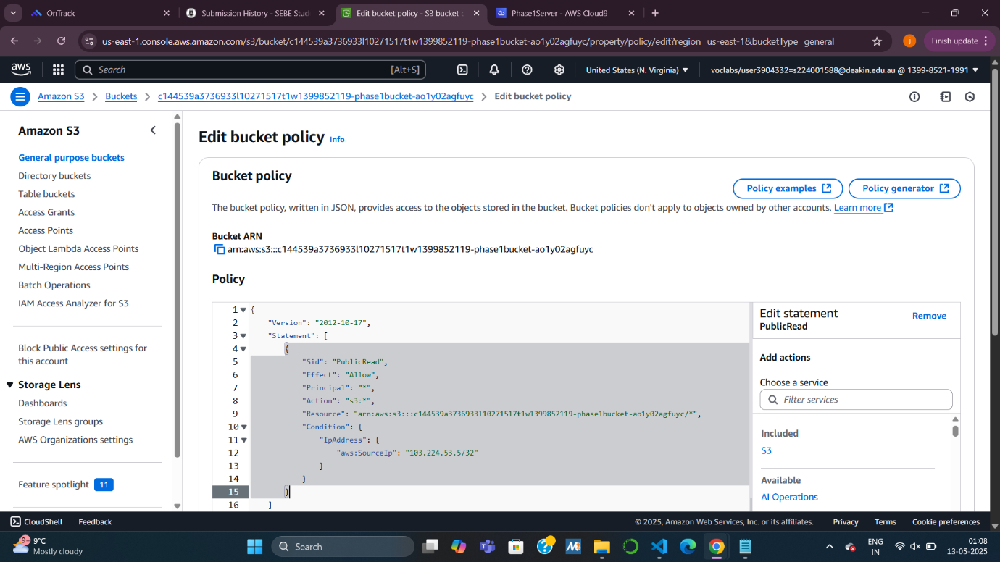 OnTrack
Submission History - SEBE Stud
Edit bucket policy - S3 bucket c
Phase1Server - AWS Cloud9
us-east-1.console.aws.amazon.com/s3/bucket/c144539a3736933l10271517t1w1399852119-phase1bucket-ao1y02agfuyc/property/policy/edit?region=us-east-1&bucketType=general
j
Finish update
aws
Search
[Alt+S]
United States (N. Virginia)
voclabs/user3904332=s224001588@deakin.edu.au @ 1399-8521-1991
Amazon S3
Buckets
c144539a3736933l10271517t1w1399852119-phase1bucket-ao1y02agfuyc
Edit bucket policy
Amazon S3
General purpose buckets
Directory buckets
Table buckets
Access Grants
Access Points
Object Lambda Access Points
Multi-Region Access Points
Batch Operations
IAM Access Analyzer for S3
Block Public Access settings for
this account
Storage Lens
Dashboards
Storage Lens groups
AWS Organizations settings
Feature spotlight 11
Edit bucket policy Info
Bucket policy
Policy examples
Policy generator
The bucket policy, written in JSON, provides access to the objects stored in the bucket. Bucket policies don't apply to objects owned by other accounts. Learn more
Bucket ARN
arn:aws:s3:::c144539a3736933l10271517t1w1399852119-phase1bucket-ao1y02agfuyc
Policy
1 {
2 "Version": "2012-10-17",
3 "Statement": [
4 {
5 "Sid": "PublicRead",
6 "Effect": "Allow",
7 "Principal": "*",
8 "Action": "s3:*",
9 "Resource": "arn:aws:s3:::c144539a3736933l10271517t1w1399852119-phase1bucket-ao1y02agfuyc/*",
10 "Condition": {
11 "IpAddress": {
12 "aws:SourceIp": "103.224.53.5/32"
13 }
14 }
15 }
16 ]
Edit statement
PublicRead
Remove
Add actions
Choose a service
Filter services
Included
S3
Available
AI Operations
CloudShell
Feedback
© 2025, Amazon Web Services, Inc. or its affiliates.
Privacy
Terms
Cookie preferences
9+
9°C
Mostly cloudy
Search
ENG
IN
01:08
13-05-2025